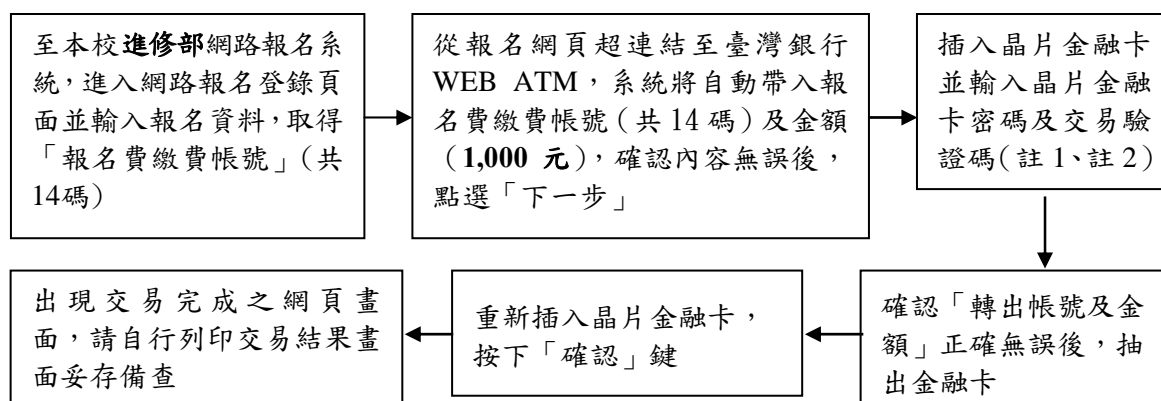 至本校進修部網路報名系
統，進入網路報名登錄頁
面並輸入報名資料，取得
「報名費繳費帳號」（共
14碼）
從報名網頁超連結至臺灣銀行
WEB ATM，系統將自動帶入報
名費繳費帳號（共 14 碼）及金額
（1,000 元），確認內容無誤後，
點選「下一步」
插入晶片金融卡
並輸入晶片金融
卡密碼及交易驗
證碼（註 1、註 2）
確認「轉出帳號及金
額」正確無誤後，抽
出金融卡
重新插入晶片金融卡，
按下「確認」鍵
出現交易完成之網頁畫
面，請自行列印交易結果畫
面妥存備查